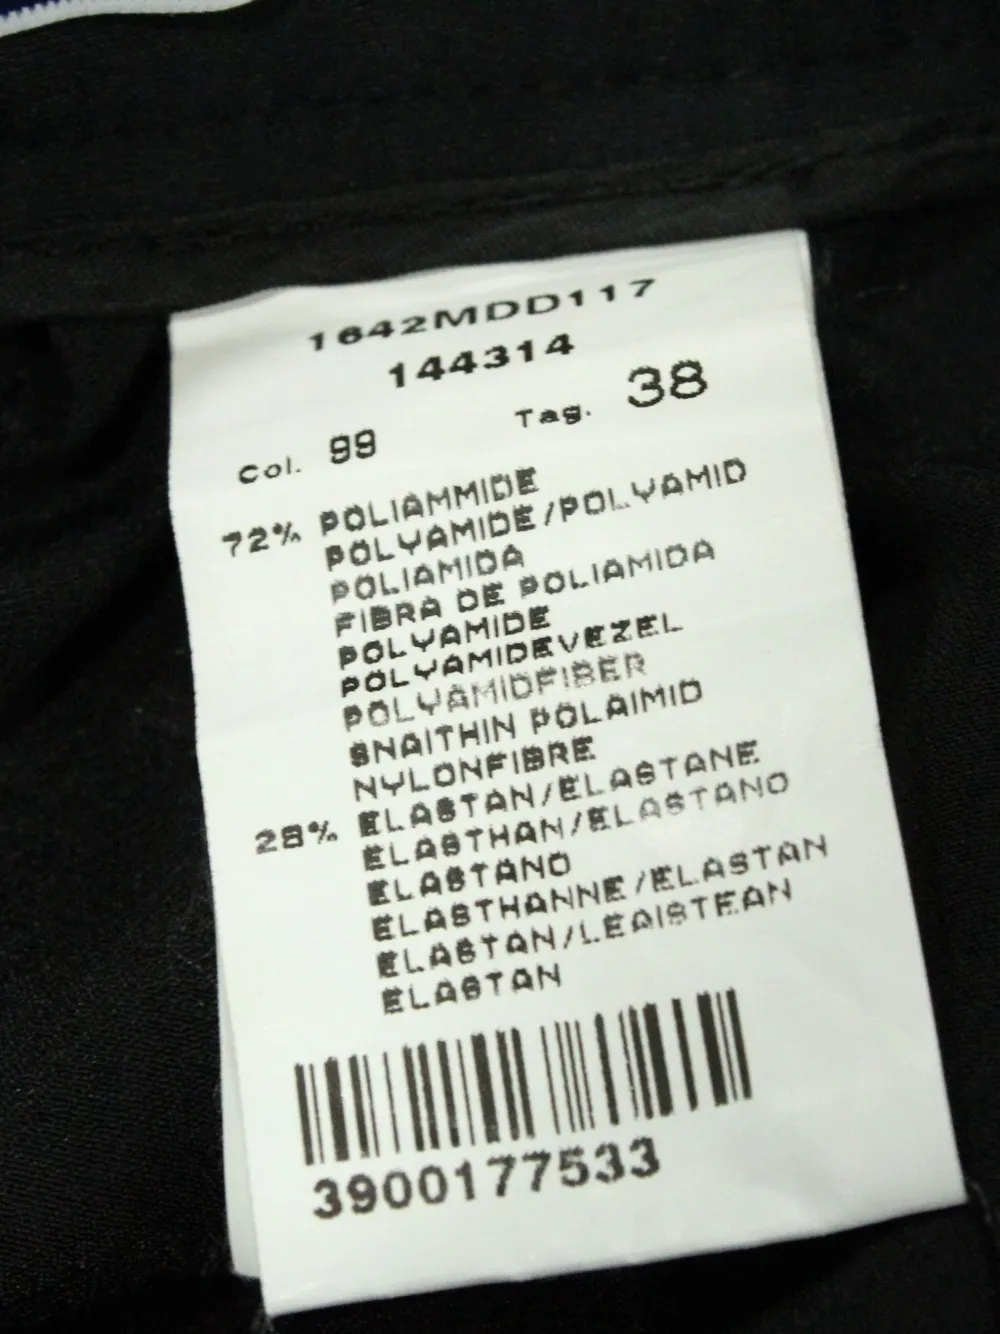 1642MDD117
144314
Col. 99 Tag. 38
72% POLIAMMIDE
POLYAMIDE/POLYAMID
POLIAMIDA
FIBRA DE POLIAMIDA
POLYAMIDE
POLYAMIDEVEZEL
POLYAMIDFIBER
SNAITHIN POLAIMID
NYLONFIBRE
28% ELASTAN/ELASTANE
ELASTHAN/ELASTANO
ELASTANO
ELASTHANNE/ELASTAN
ELASTAN/LEAISTEAN
ELASTAN
3900177533